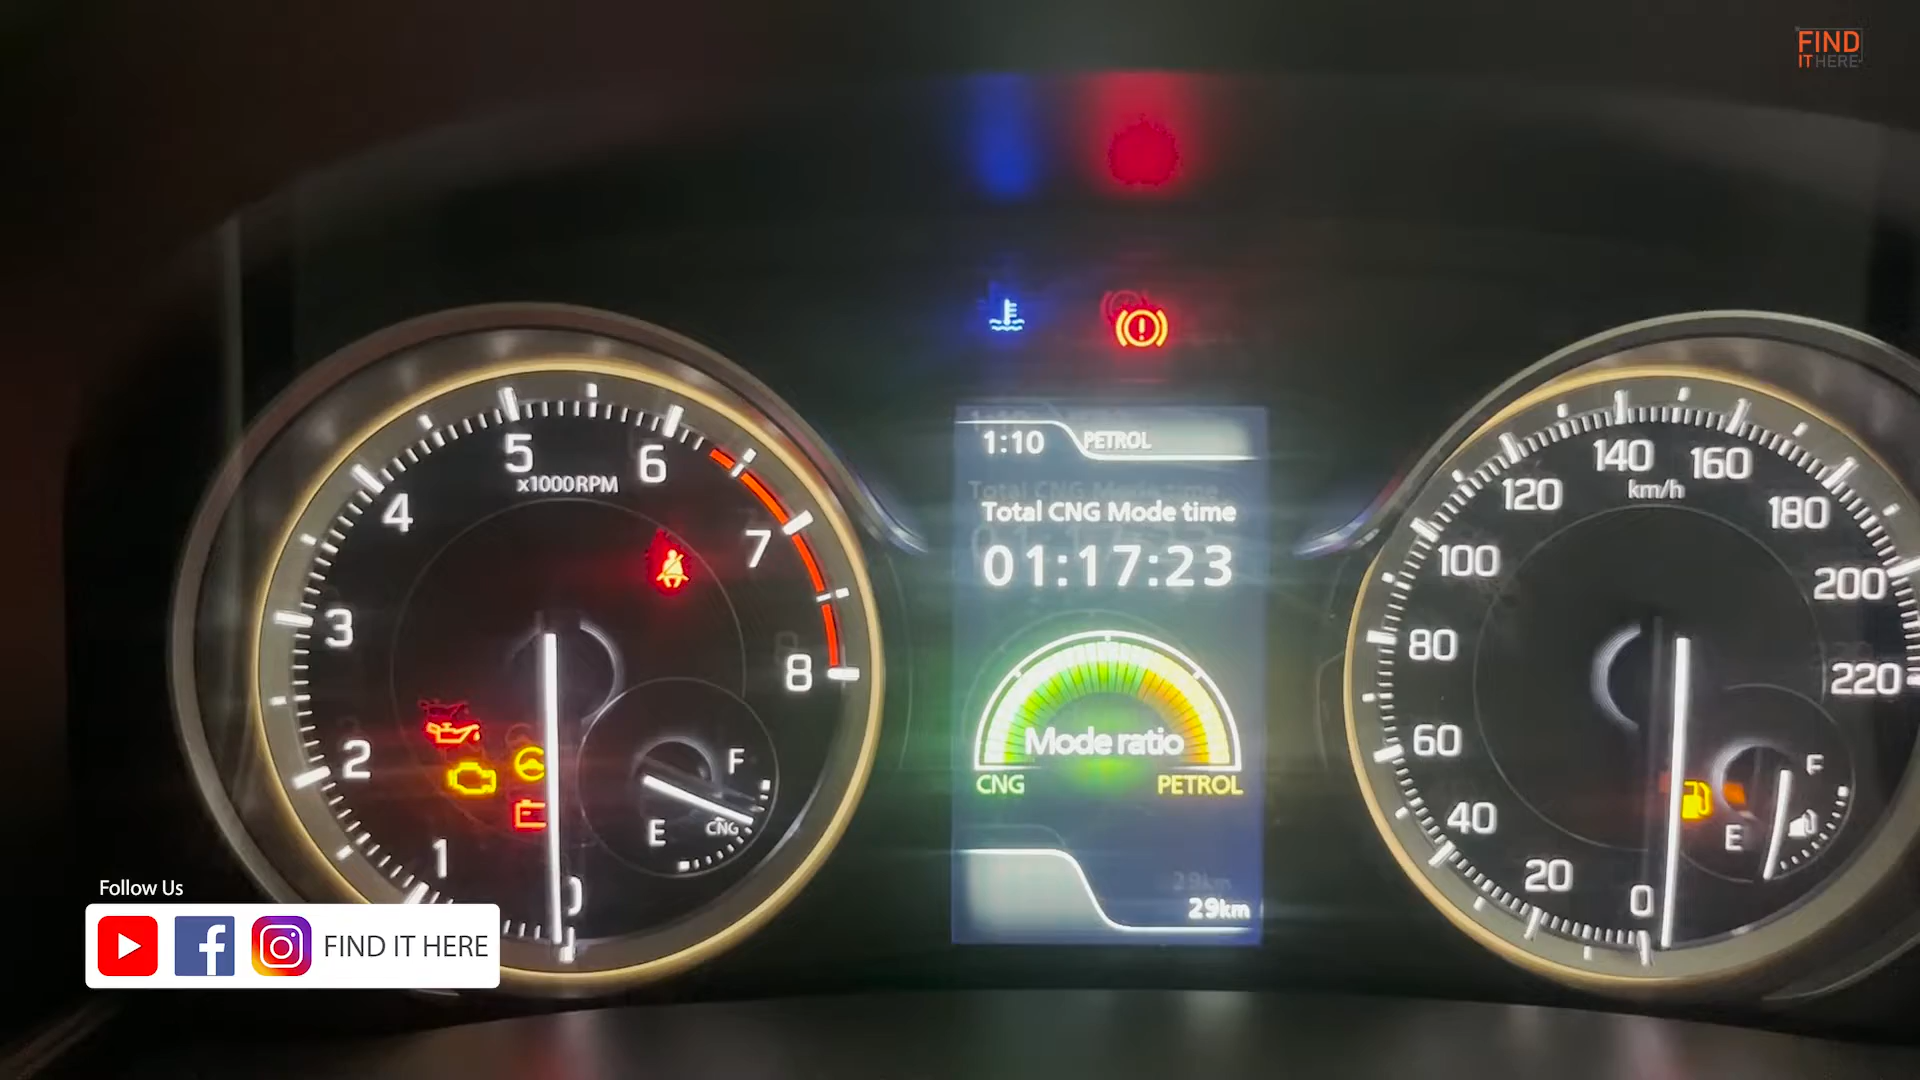 FIND
IT HERE
5
6
x1000RPM
4
7
3
8
2
1
0
F
E
CNG
1:10
PETROL
Total CNG Mode time
01:17:23
Mode ratio
CNG
PETROL
29km
140
160
km/h
120
180
100
200
80
220
60
40
20
0
F
E
Follow Us
FIND IT HERE